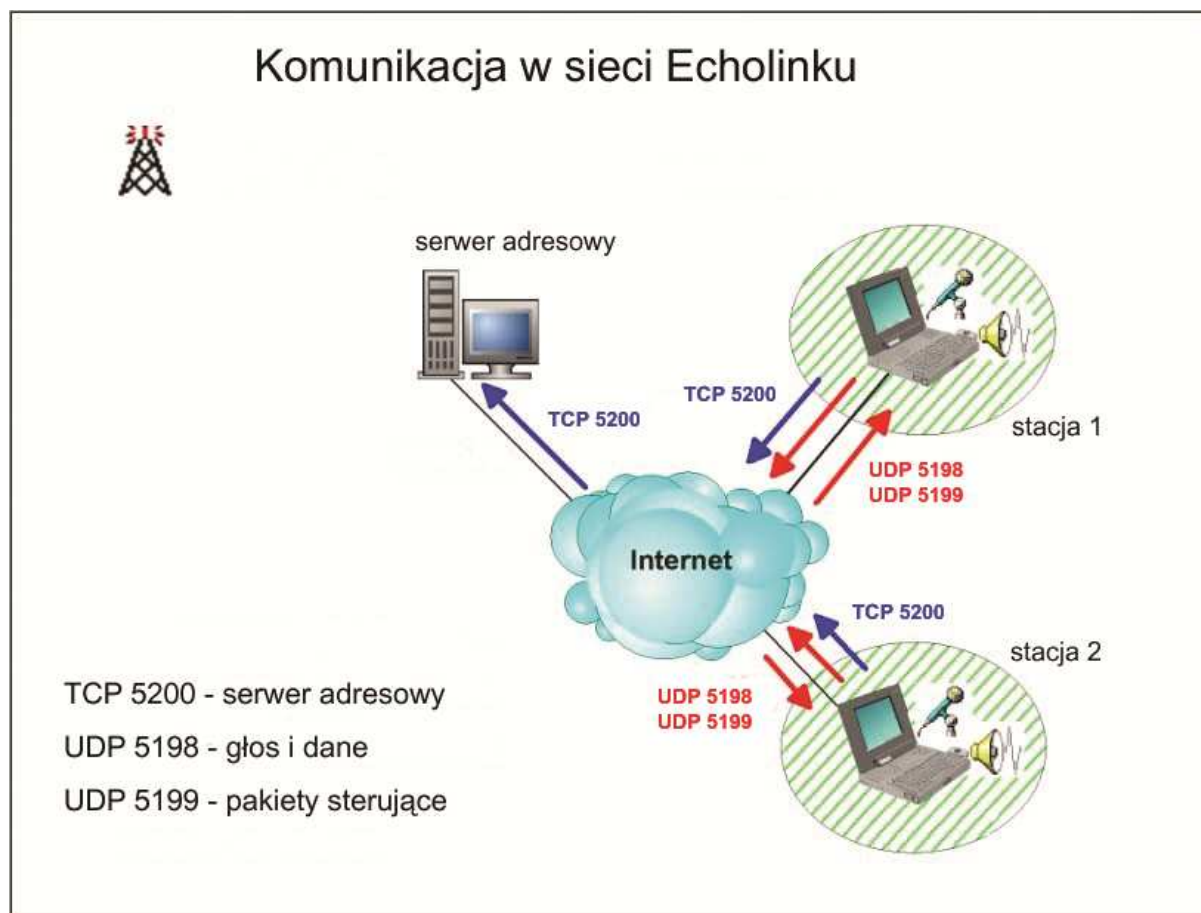 Komunikacja w sieci Echolinku
serwer adresowy
TCP 5200
TCP 5200
stacja 1
UDP 5198
UDP 5199
Internet
TCP 5200
stacja 2
UDP 5198
UDP 5199
TCP 5200 - serwer adresowy
UDP 5198 - głos i dane
UDP 5199 - pakiety sterujące